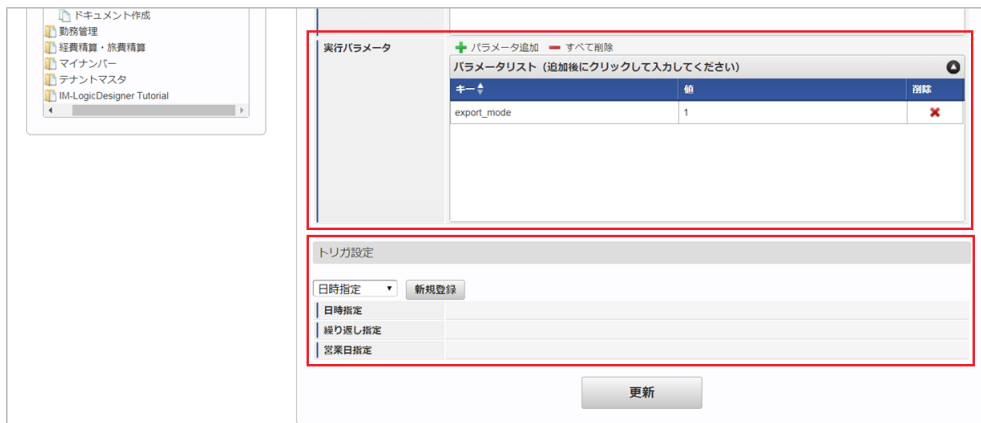 ドキュメント作成
勤務管理
経費精算・旅費精算
マイナンバー
テナントマスタ
IM-LogicDesigner Tutorial
実行パラメータ
パラメータ追加 すべて削除
パラメータリスト（追加後にクリックして入力してください）
キー 値 削除
export_mode 1
トリガ設定
日時指定 新規登録
日時指定
繰り返し指定
営業日指定
更新